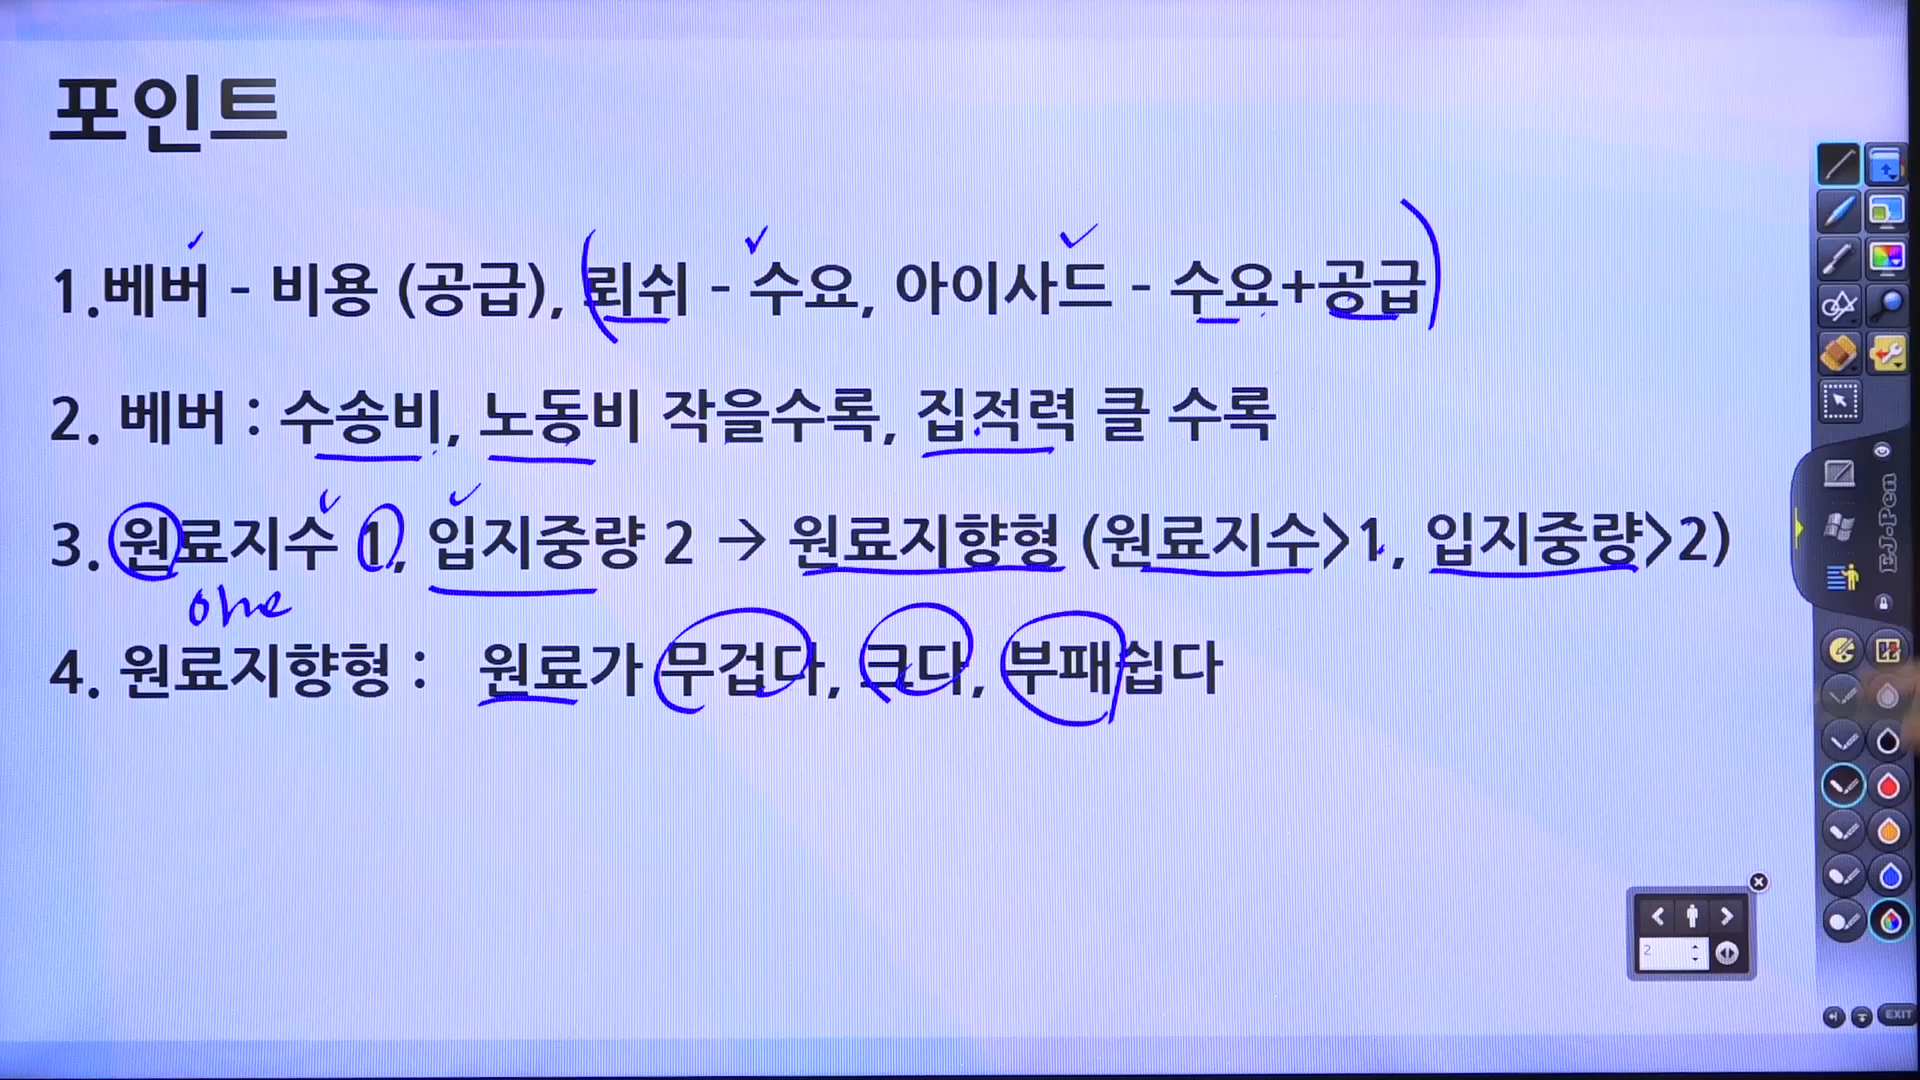 포인트
1.베버 - 비용 (공급), 뢰쉬 - 수요, 아이사드 - 수요+공급
2. 베버 : 수송비, 노동비 작을수록, 집적력 클 수록
3. 원료지수 1, 입지중량 2 → 원료지향형 (원료지수>1, 입지중량>2)
one
4. 원료지향형 : 원료가 무겁다, 크다, 부패쉽다
EJ-Pen
2
EXIT